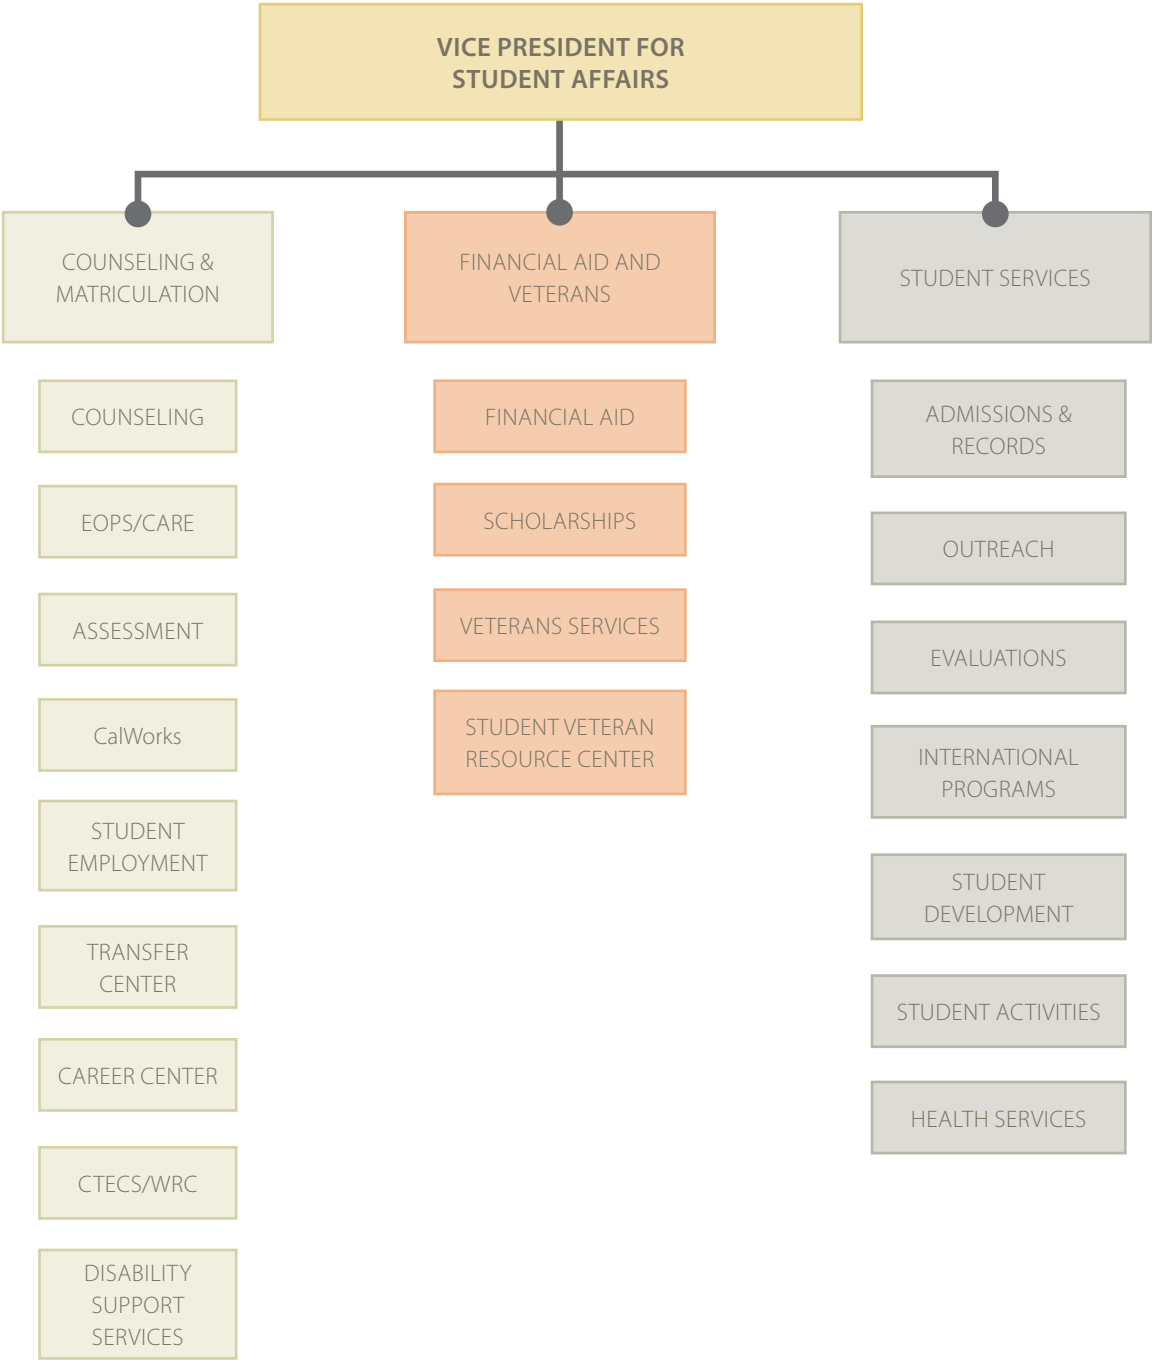 VICE PRESIDENT FOR
STUDENT AFFAIRS
COUNSELING &
MATRICULATION
COUNSELING
EOPS/CARE
ASSESSMENT
CalWorks
STUDENT
EMPLOYMENT
TRANSFER
CENTER
CAREER CENTER
CTECS/WRC
DISABILITY
SUPPORT
SERVICES
FINANCIAL AID AND
VETERANS
FINANCIAL AID
SCHOLARSHIPS
VETERANS SERVICES
STUDENT VETERAN
RESOURCE CENTER
STUDENT SERVICES
ADMISSIONS &
RECORDS
OUTREACH
EVALUATIONS
INTERNATIONAL
PROGRAMS
STUDENT
DEVELOPMENT
STUDENT ACTIVITIES
HEALTH SERVICES